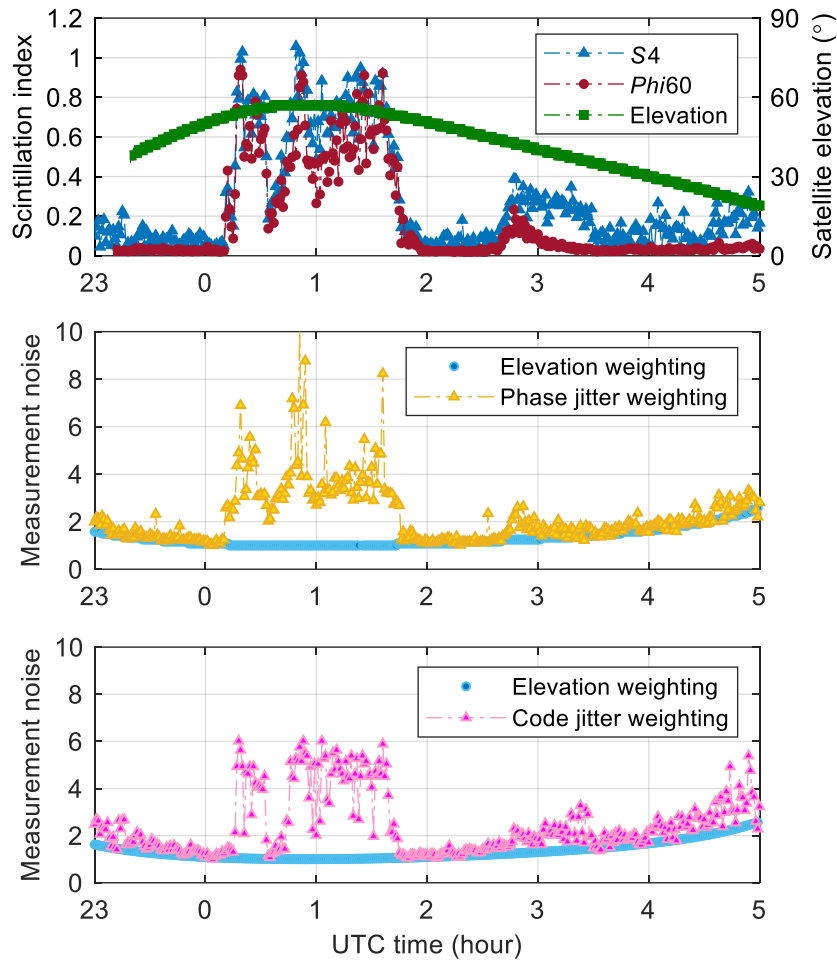 1.2
1
0.8
0.6
0.4
0.2
0
Scintillation index
90
60
30
0
Satellite elevation (°)
S4
Phi60
Elevation
23 0 1 2 3 4 5
10
8
6
4
2
0
Measurement noise
Elevation weighting
Phase jitter weighting
23 0 1 2 3 4 5
10
8
6
4
2
0
Measurement noise
Elevation weighting
Code jitter weighting
23 0 1 2 3 4 5
UTC time (hour)